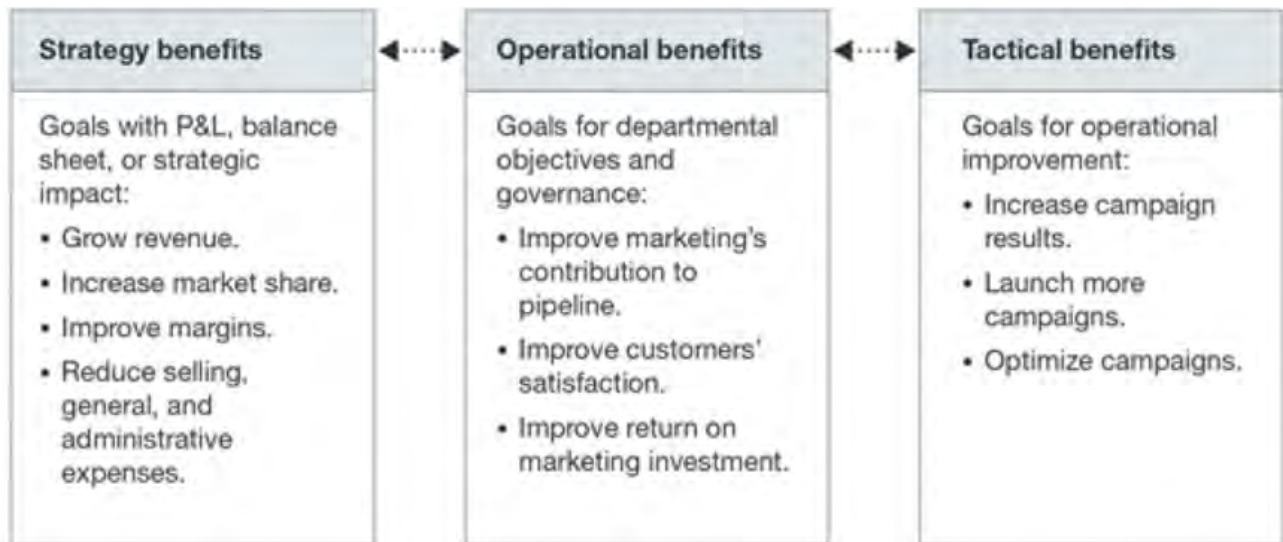 Strategy benefits
Goals with P&L, balance
sheet, or strategic
impact:
• Grow revenue.
• Increase market share.
• Improve margins.
• Reduce selling,
general, and
administrative
expenses.
Operational benefits
Goals for departmental
objectives and
governance:
• Improve marketing's
contribution to
pipeline.
• Improve customers'
satisfaction.
• Improve return on
marketing investment.
Tactical benefits
Goals for operational
improvement:
• Increase campaign
results.
• Launch more
campaigns.
• Optimize campaigns.